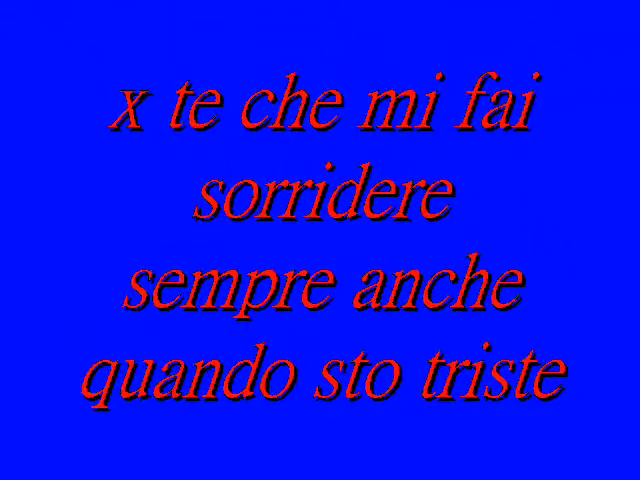 x te che mi fai
sorridere
sempre anche
quando sto triste